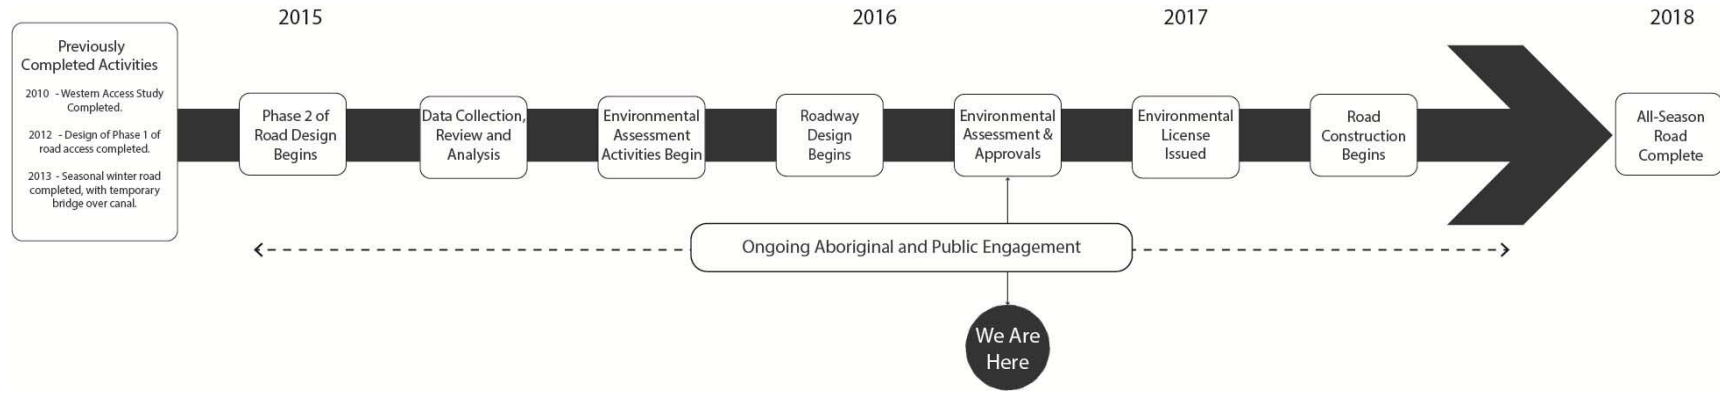 2015
2016
2017
2018
Previously
Completed Activities
2010 - Western Access Study
Completed.
2012 - Design of Phase 1 of
road access completed.
2013 - Seasonal winter road
completed, with temporary
bridge over canal.
Phase 2 of
Road Design
Begins
Data Collection,
Review and
Analysis
Environmental
Assessment
Activities Begin
Roadway
Design
Begins
Environmental
Assessment &
Approvals
Environmental
License
Issued
Road
Construction
Begins
All-Season
Road
Complete
Ongoing Aboriginal and Public Engagement
We Are
Here